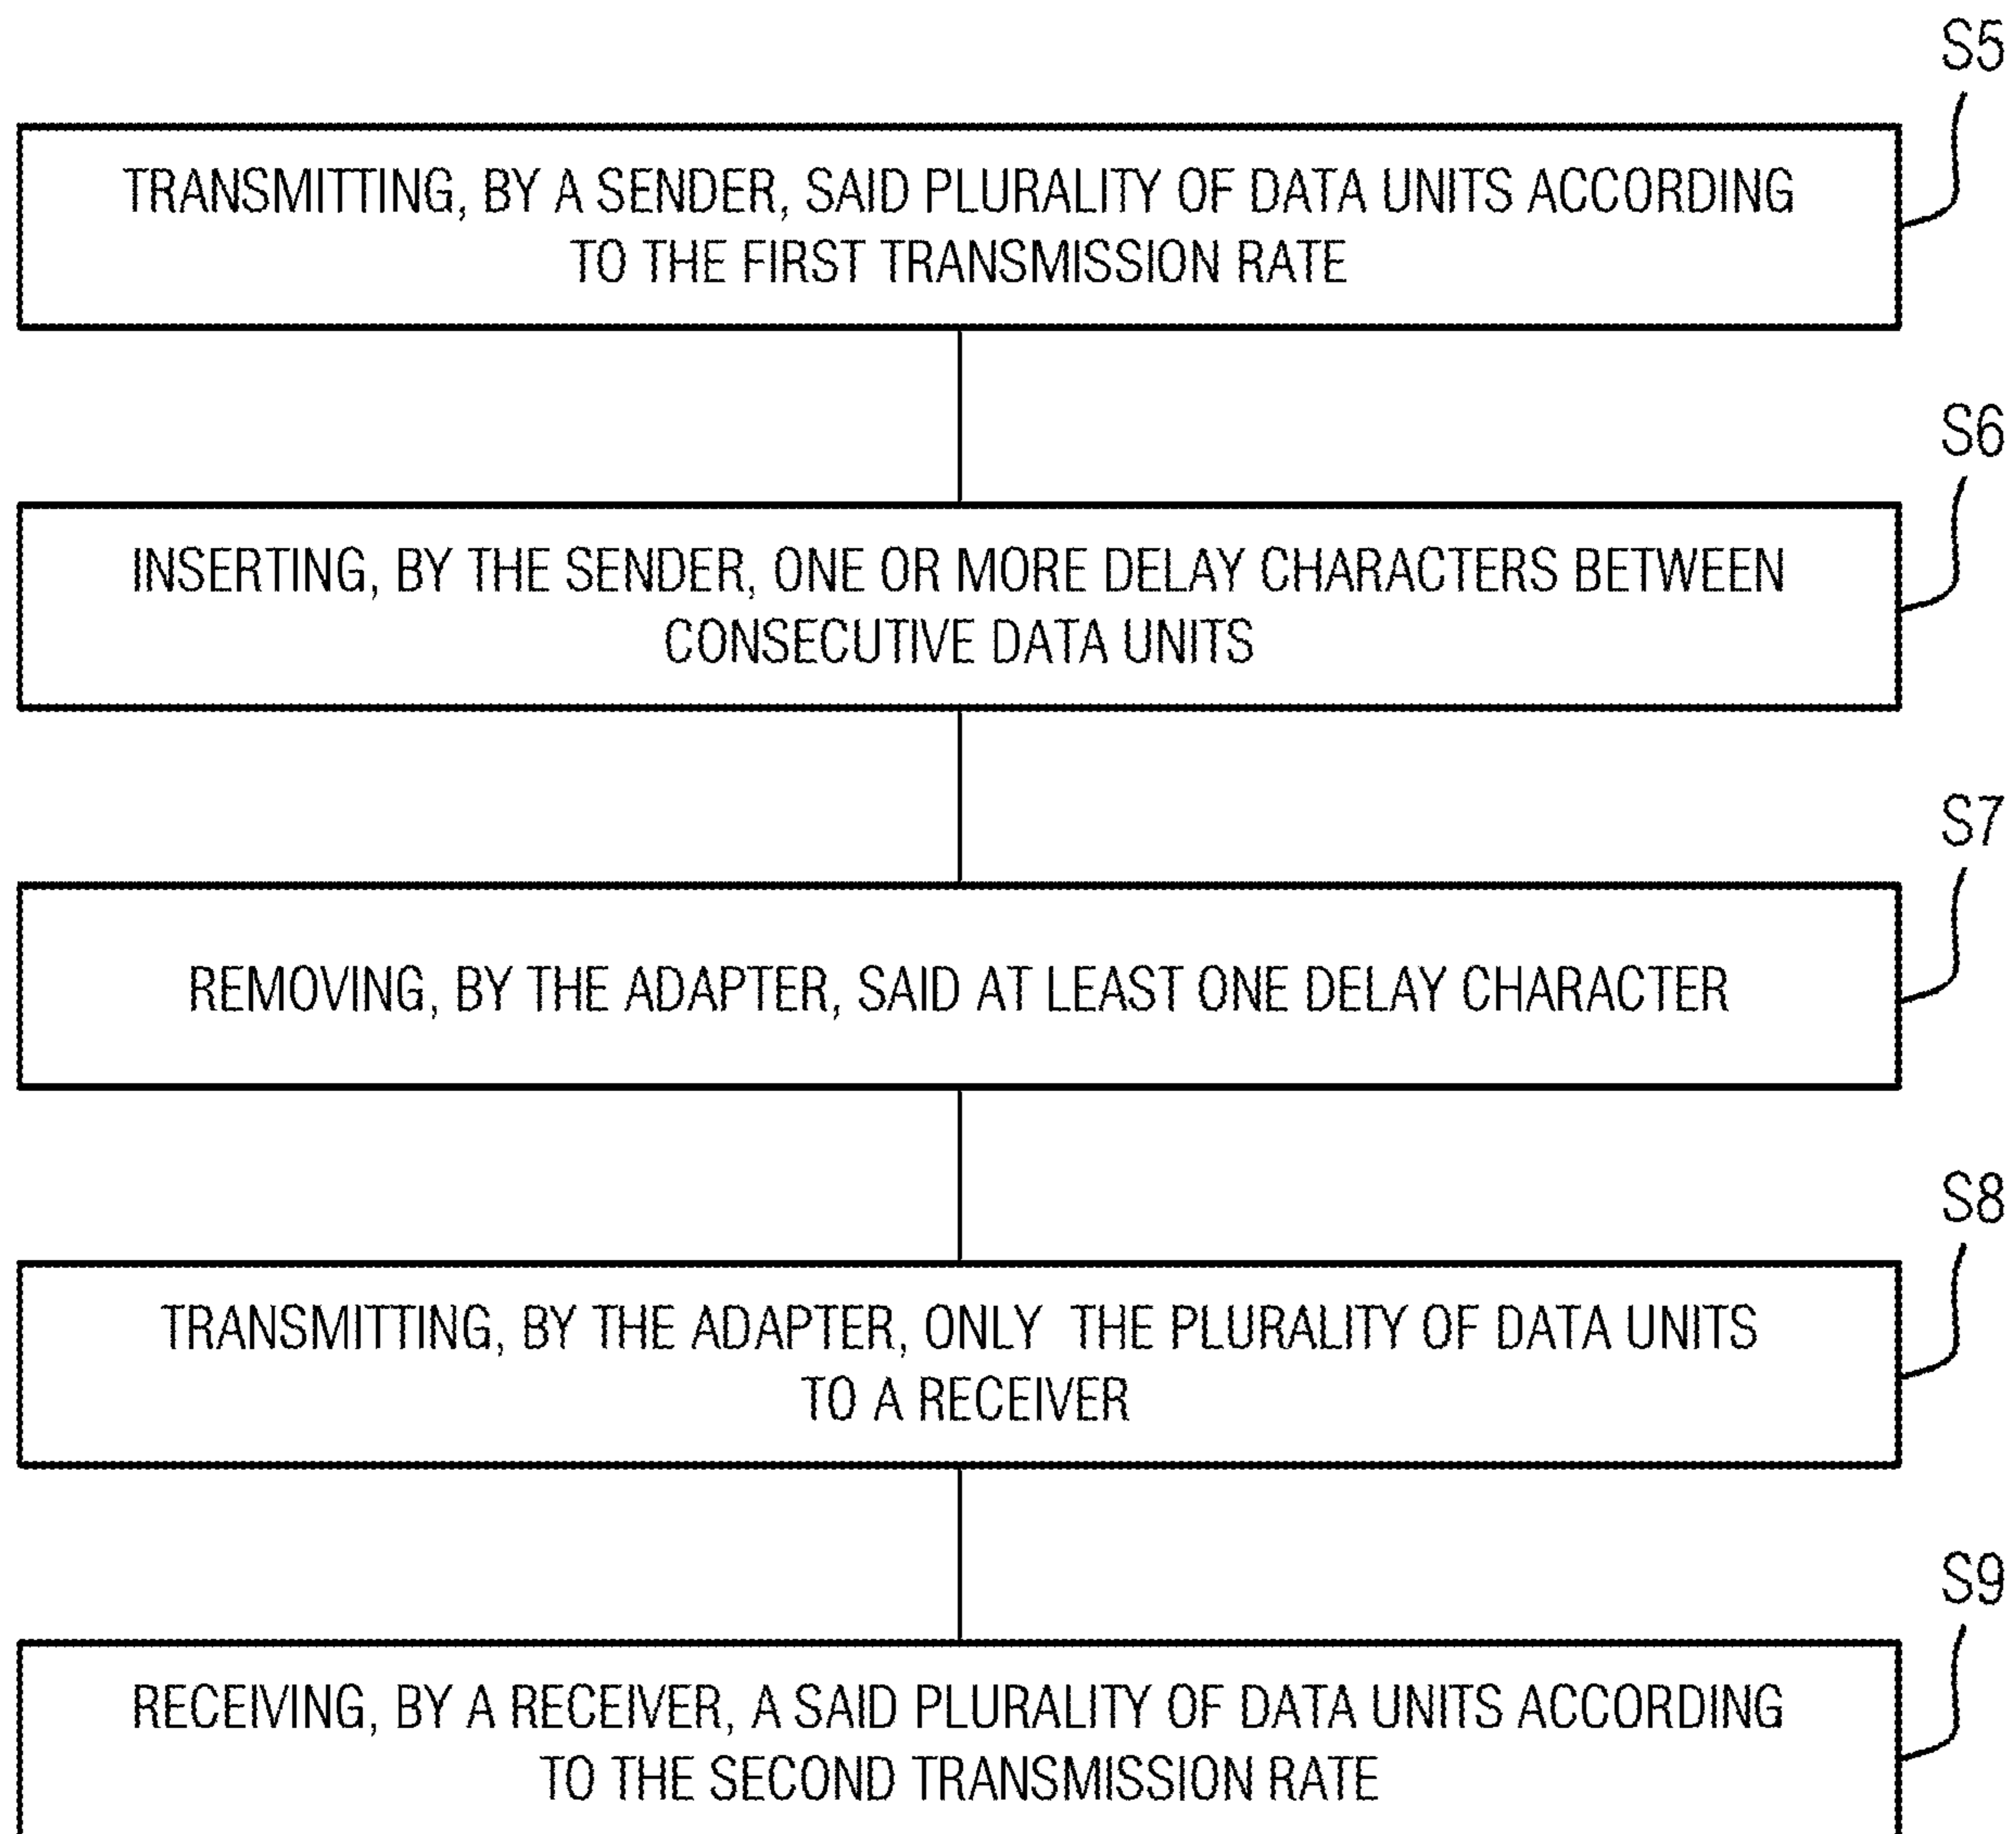 S5
TRANSMITTING, BY A SENDER, SAID PLURALITY OF DATA UNITS ACCORDING
TO THE FIRST TRANSMISSION RATE
S6
INSERTING, BY THE SENDER, ONE OR MORE DELAY CHARACTERS BETWEEN
CONSECUTIVE DATA UNITS
S7
REMOVING, BY THE ADAPTER, SAID AT LEAST ONE DELAY CHARACTER
S8
TRANSMITTING, BY THE ADAPTER, ONLY THE PLURALITY OF DATA UNITS
TO A RECEIVER
S9
RECEIVING, BY A RECEIVER, A SAID PLURALITY OF DATA UNITS ACCORDING
TO THE SECOND TRANSMISSION RATE